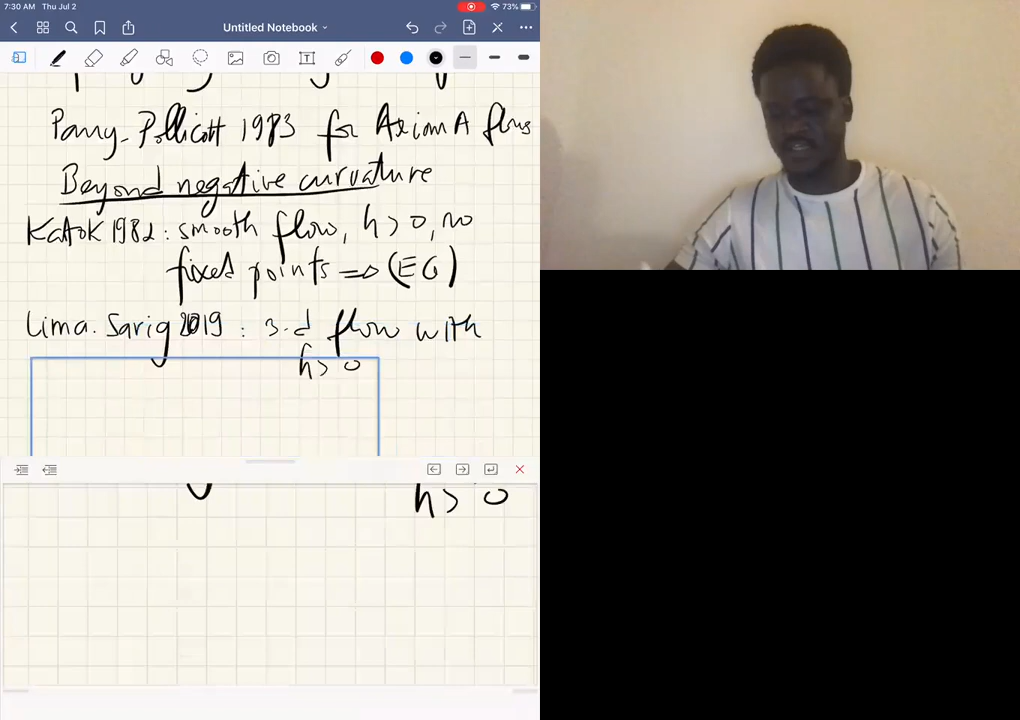 7:30 AM Thu Jul 2
73%
Untitled Notebook
Parry-Pollicott 1983 for Axiom A flows
Beyond negative curvature
Katok 1982: smooth flow, h > 0, no
fixed points => (EG)
Lima. Sarig 2019 : 3-d flow with
h > 0
h > 0